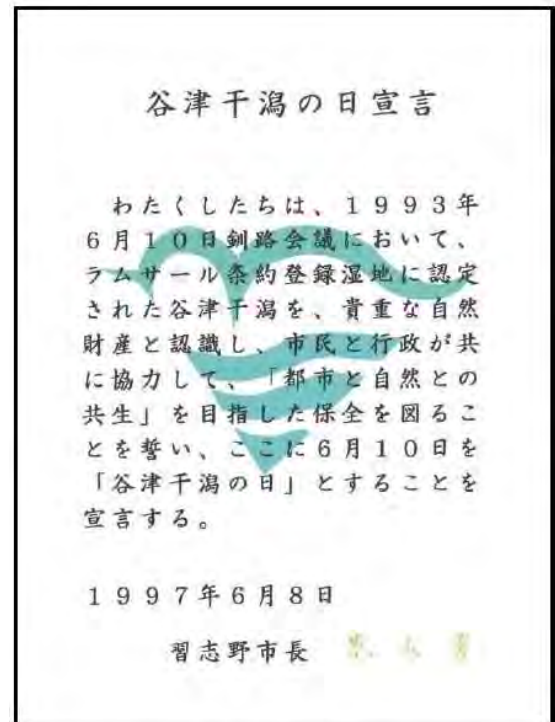 谷津干潟の日宣言
わたくしたちは、1993年
6月10日釧路会議において、
ラムサール条約登録湿地に認定
された谷津干潟を、貴重な自然
財産と認識し、市民と行政が共
に協力して、「都市と自然との
共生」を目指した保全を図るこ
とを誓い、ここに6月10日を
「谷津干潟の日」とすることを
宣言する。
1997年6月8日
習志野市長